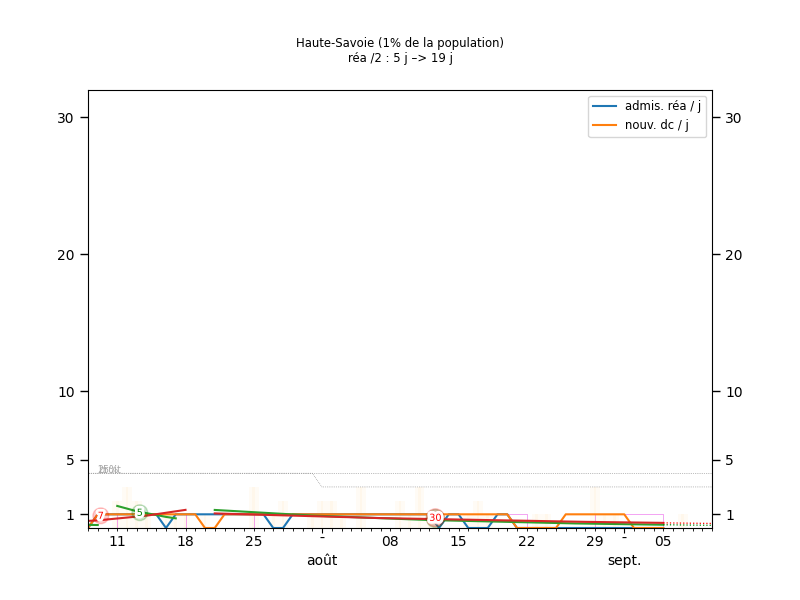 Haute-Savoie (1% de la population)
réa /2 : 5 j –> 19 j
admis. réa / j
nouv. dc / j
30 30
20 20
10 10
5 5
1 1
7 5 30
11 18 25 - 08 15 22 29 - 05
août sept.